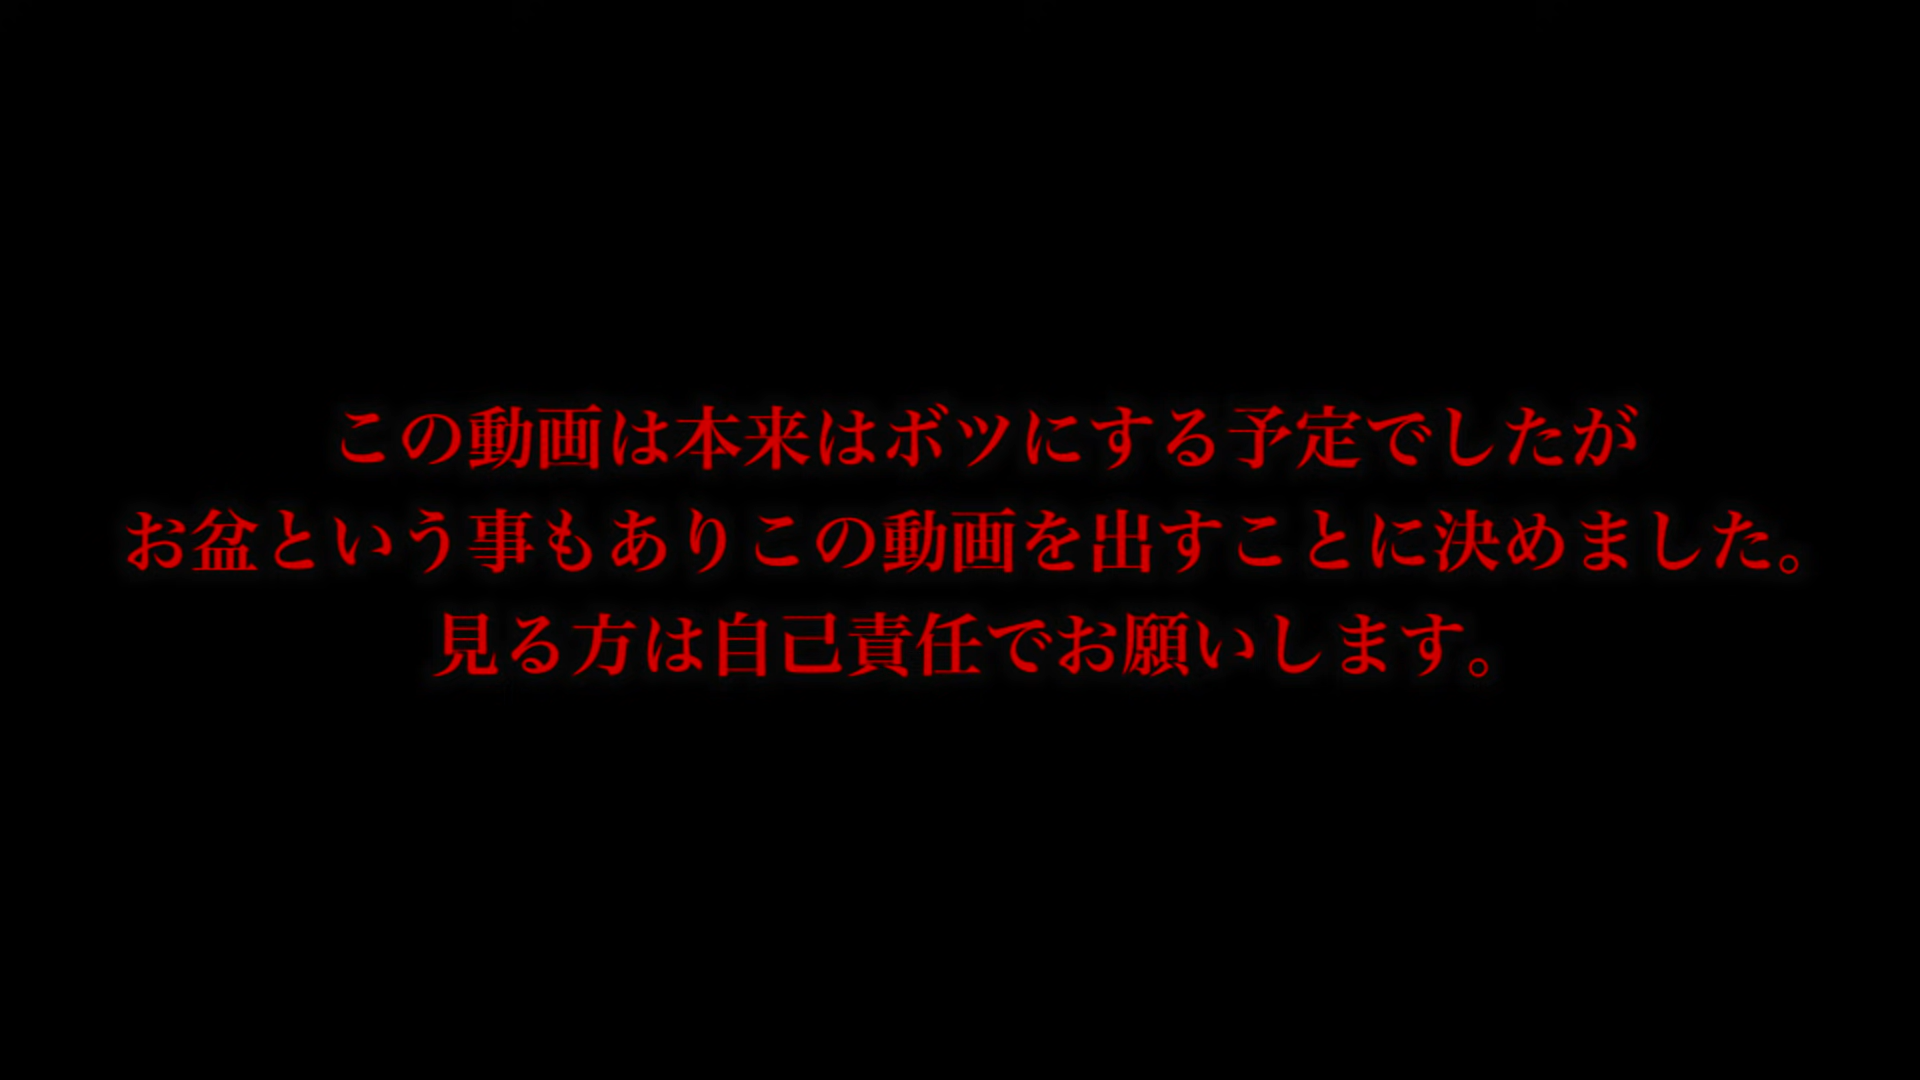 この動画は本来はボツにする予定でしたが
お盆という事もありこの動画を出すことに決めました。
見る方は自己責任でお願いします。